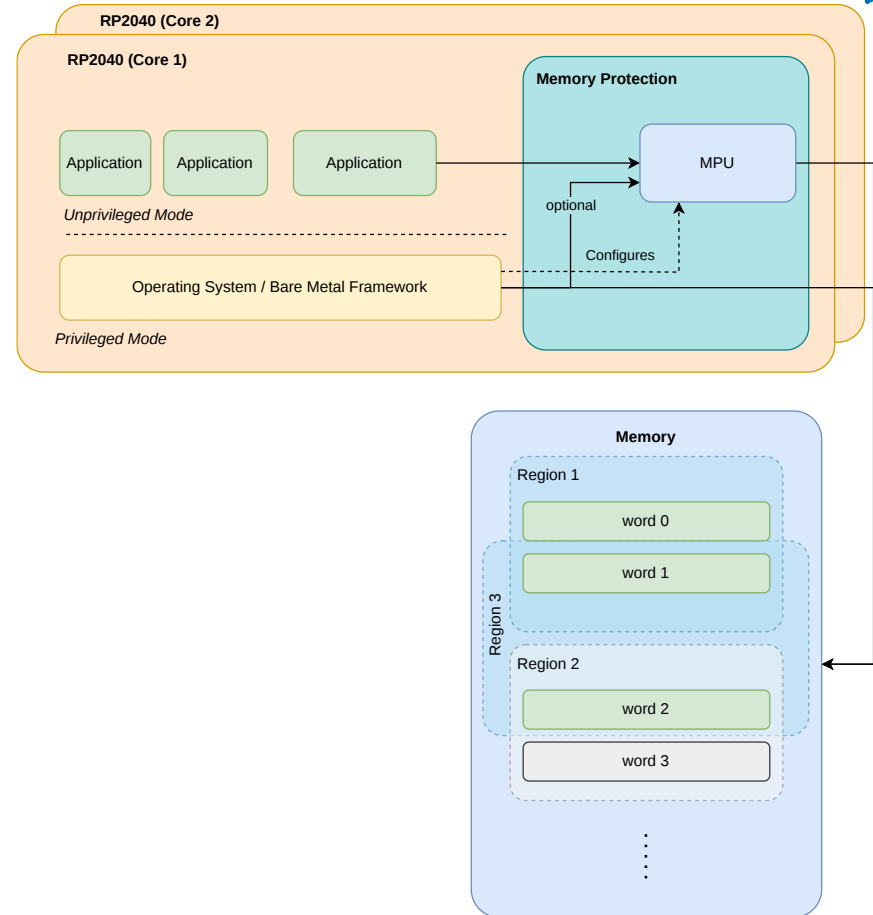 RP2040 (Core 2)
RP2040 (Core 1)
Memory Protection
Application
Application
Application
MPU
Unprivileged Mode
optional
Configures
Operating System / Bare Metal Framework
Privileged Mode
Memory
Region 1
word 0
word 1
Region 3
Region 2
word 2
word 3